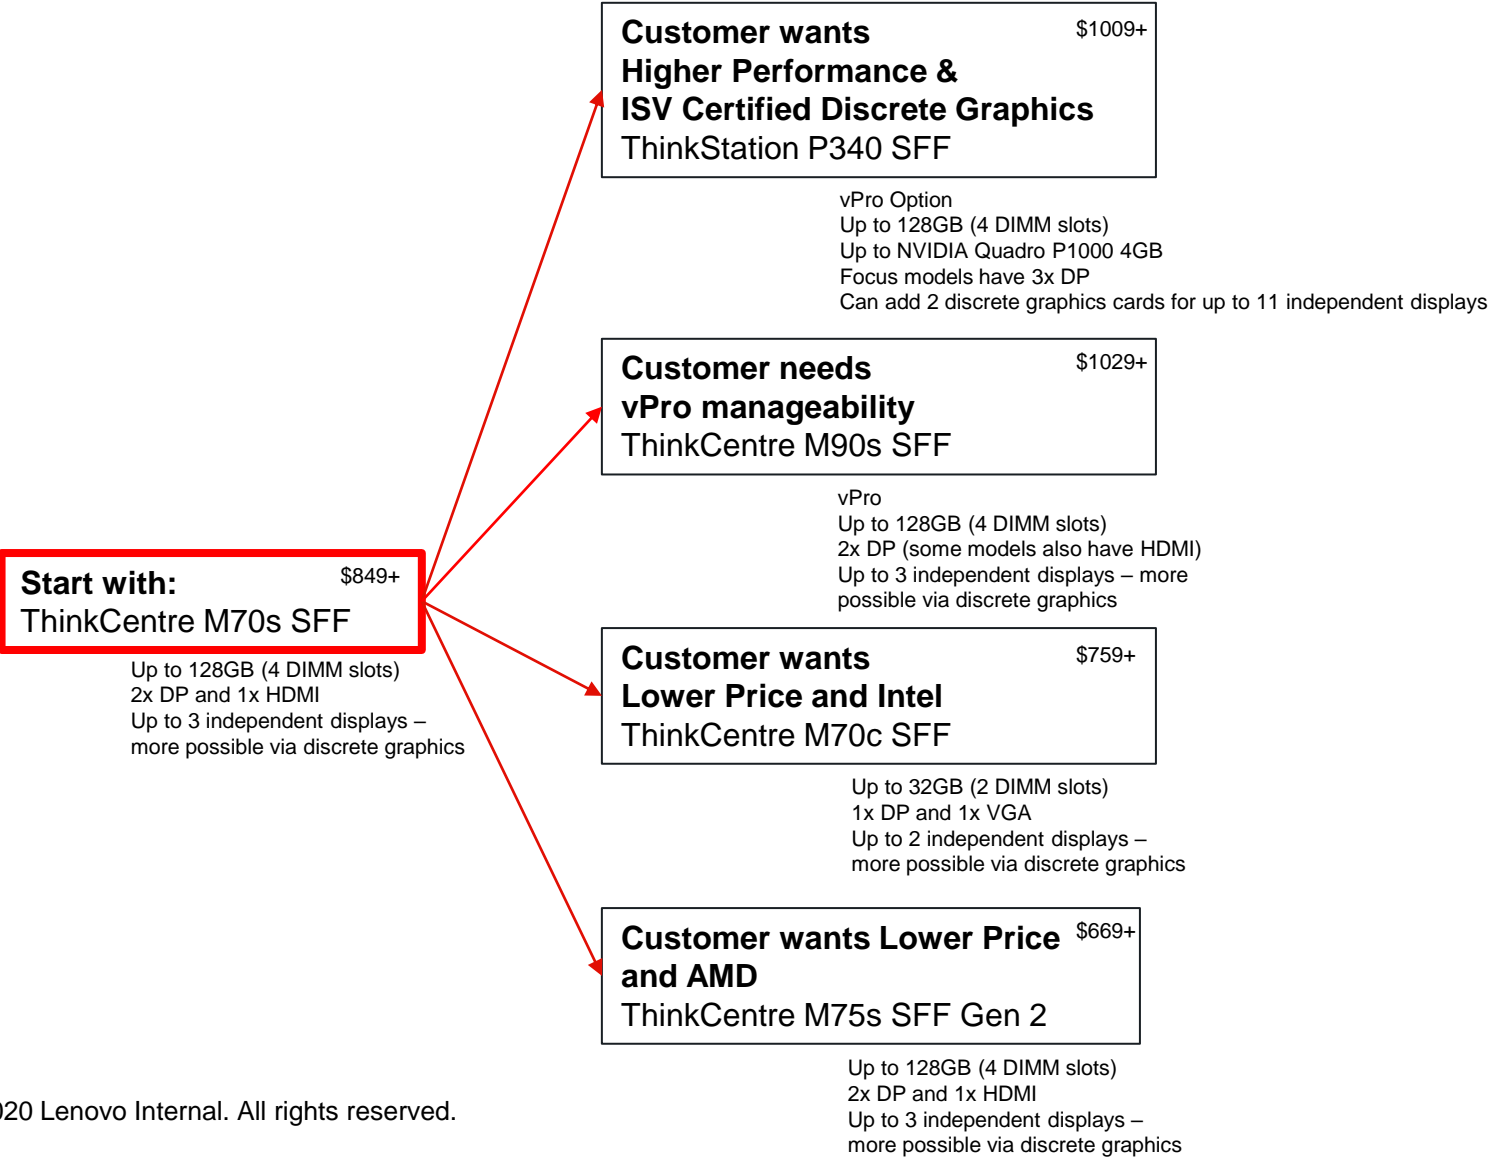 Customer wants
Higher Performance &
ISV Certified Discrete Graphics
ThinkStation P340 SFF
$1009+
vPro Option
Up to 128GB (4 DIMM slots)
Up to NVIDIA Quadro P1000 4GB
Focus models have 3x DP
Can add 2 discrete graphics cards for up to 11 independent displays
Customer needs
vPro manageability
ThinkCentre M90s SFF
$1029+
vPro
Up to 128GB (4 DIMM slots)
2x DP (some models also have HDMI)
Up to 3 independent displays – more
possible via discrete graphics
Start with:
ThinkCentre M70s SFF
$849+
Up to 128GB (4 DIMM slots)
2x DP and 1x HDMI
Up to 3 independent displays –
more possible via discrete graphics
Customer wants
Lower Price and Intel
ThinkCentre M70c SFF
$759+
Up to 32GB (2 DIMM slots)
1x DP and 1x VGA
Up to 2 independent displays –
more possible via discrete graphics
Customer wants Lower Price
and AMD
ThinkCentre M75s SFF Gen 2
$669+
Up to 128GB (4 DIMM slots)
2x DP and 1x HDMI
Up to 3 independent displays –
more possible via discrete graphics
20 Lenovo Internal. All rights reserved.